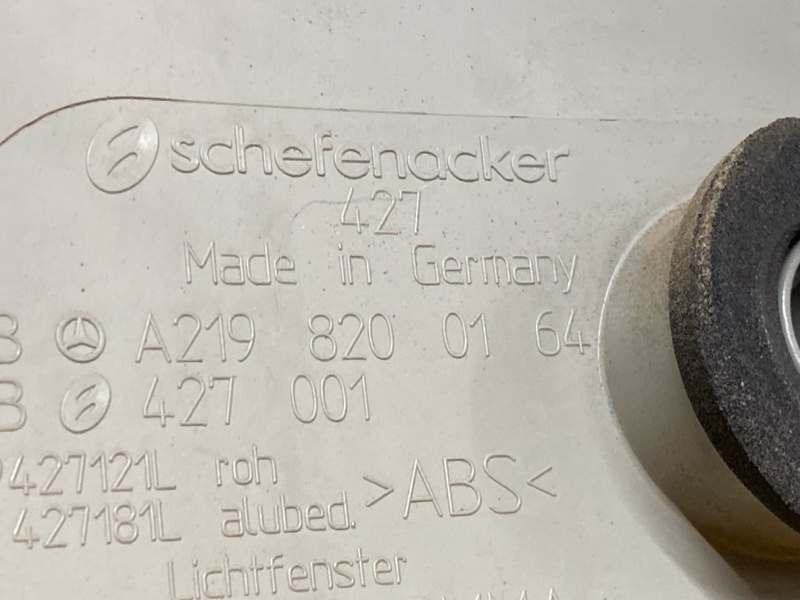 schefenacker
427
Made in Germany
B A219 820 01 64
B 427 001
427121L roh
427181L alubed. >ABS<
Lichtfenster